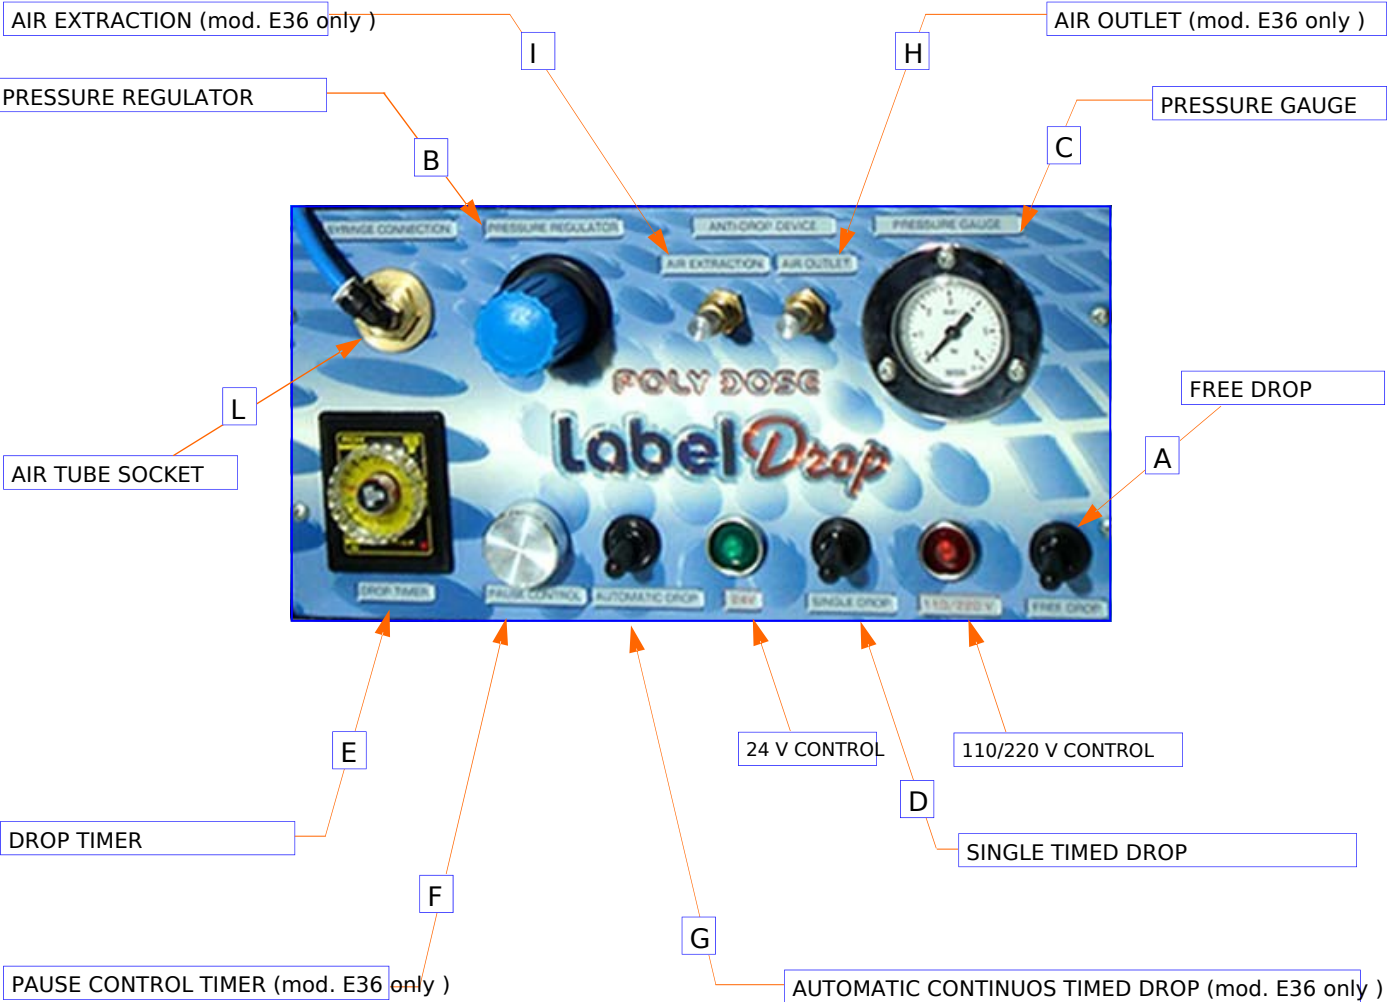 AIR EXTRACTION (mod. E36 only )
AIR OUTLET (mod. E36 only )
I
H
PRESSURE REGULATOR
PRESSURE GAUGE
B
C
SYRINGE CONNECTION
PRESSURE REGULATOR
ANTI-DROP DEVICE
PRESSURE GAUGE
AIR EXTRACTION
AIR OUTLET
POLY DOSE
FREE DROP
L
LabelDrop
A
AIR TUBE SOCKET
DROP TIMER
PAUSE CONTROL
AUTOMATIC DROP
24V
SINGLE DROP
110/220 V
FREE DROP
E
24 V CONTROL
110/220 V CONTROL
D
DROP TIMER
SINGLE TIMED DROP
F
G
PAUSE CONTROL TIMER (mod. E36 only )
AUTOMATIC CONTINUOS TIMED DROP (mod. E36 only )